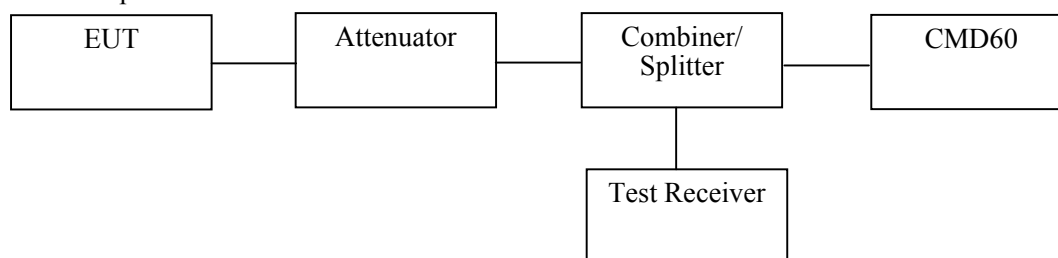 EUT
Attenuator
Combiner/
Splitter
CMD60
Test Receiver